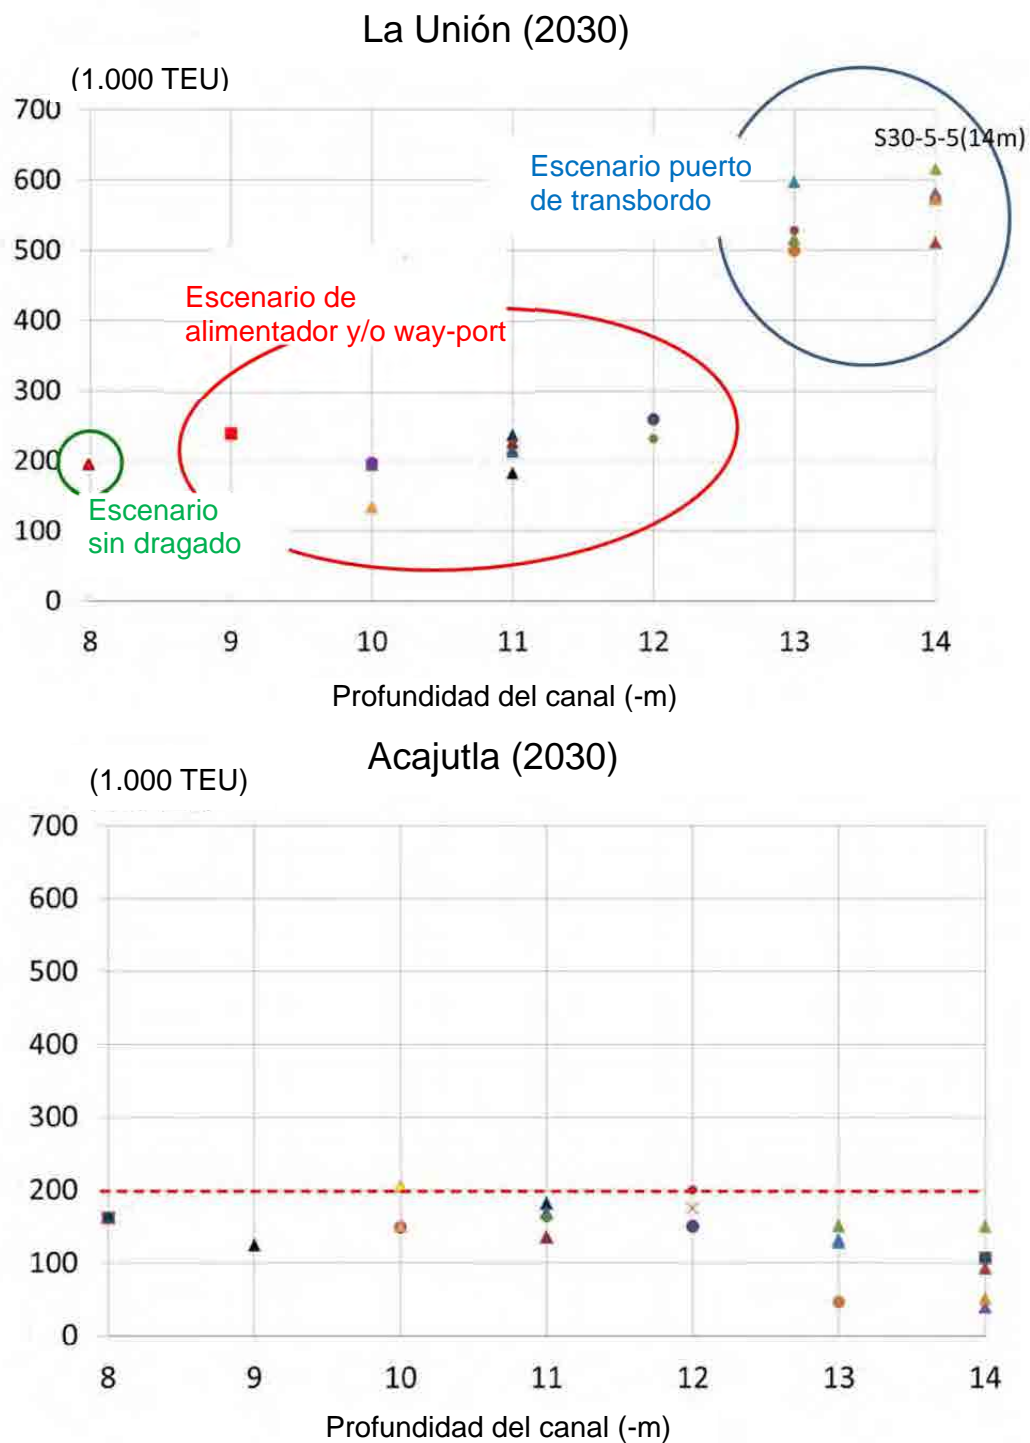 La Unión (2030)
(1.000 TEU)
700
600
500
400
300
200
100
0
S30-5-5(14m)
Escenario puerto
de transbordo
Escenario de
alimentador y/o way-port
Escenario
sin dragado
8 9 10 11 12 13 14
Profundidad del canal (-m)
Acajutla (2030)
(1.000 TEU)
700
600
500
400
300
200
100
0
8 9 10 11 12 13 14
Profundidad del canal (-m)